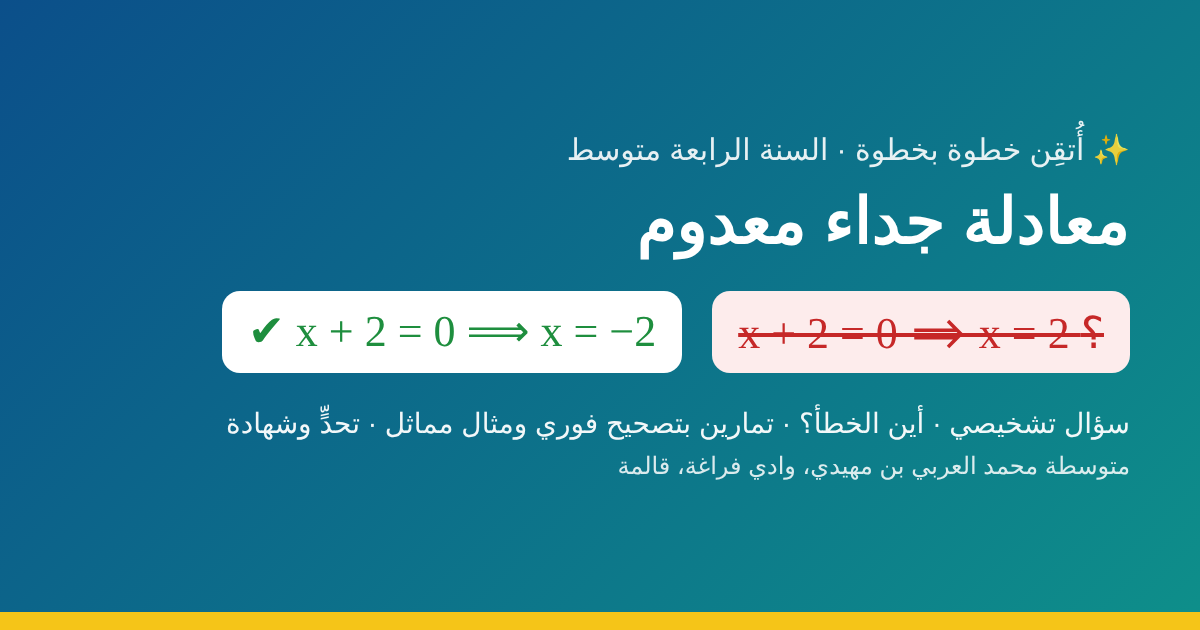 ✨ أُتقِن خطوة بخطوة · السنة الرابعة متوسط
معادلة جداء معدوم
x + 2 = 0 ⟹ x = 2 ؟
✔ x + 2 = 0 ⟹ x = −2
سؤال تشخيصي · أين الخطأ؟ · تمارين بتصحيح فوري ومثال مماثل · تحدٍّ وشهادة
متوسطة محمد العربي بن مهيدي، وادي فراغة، قالمة